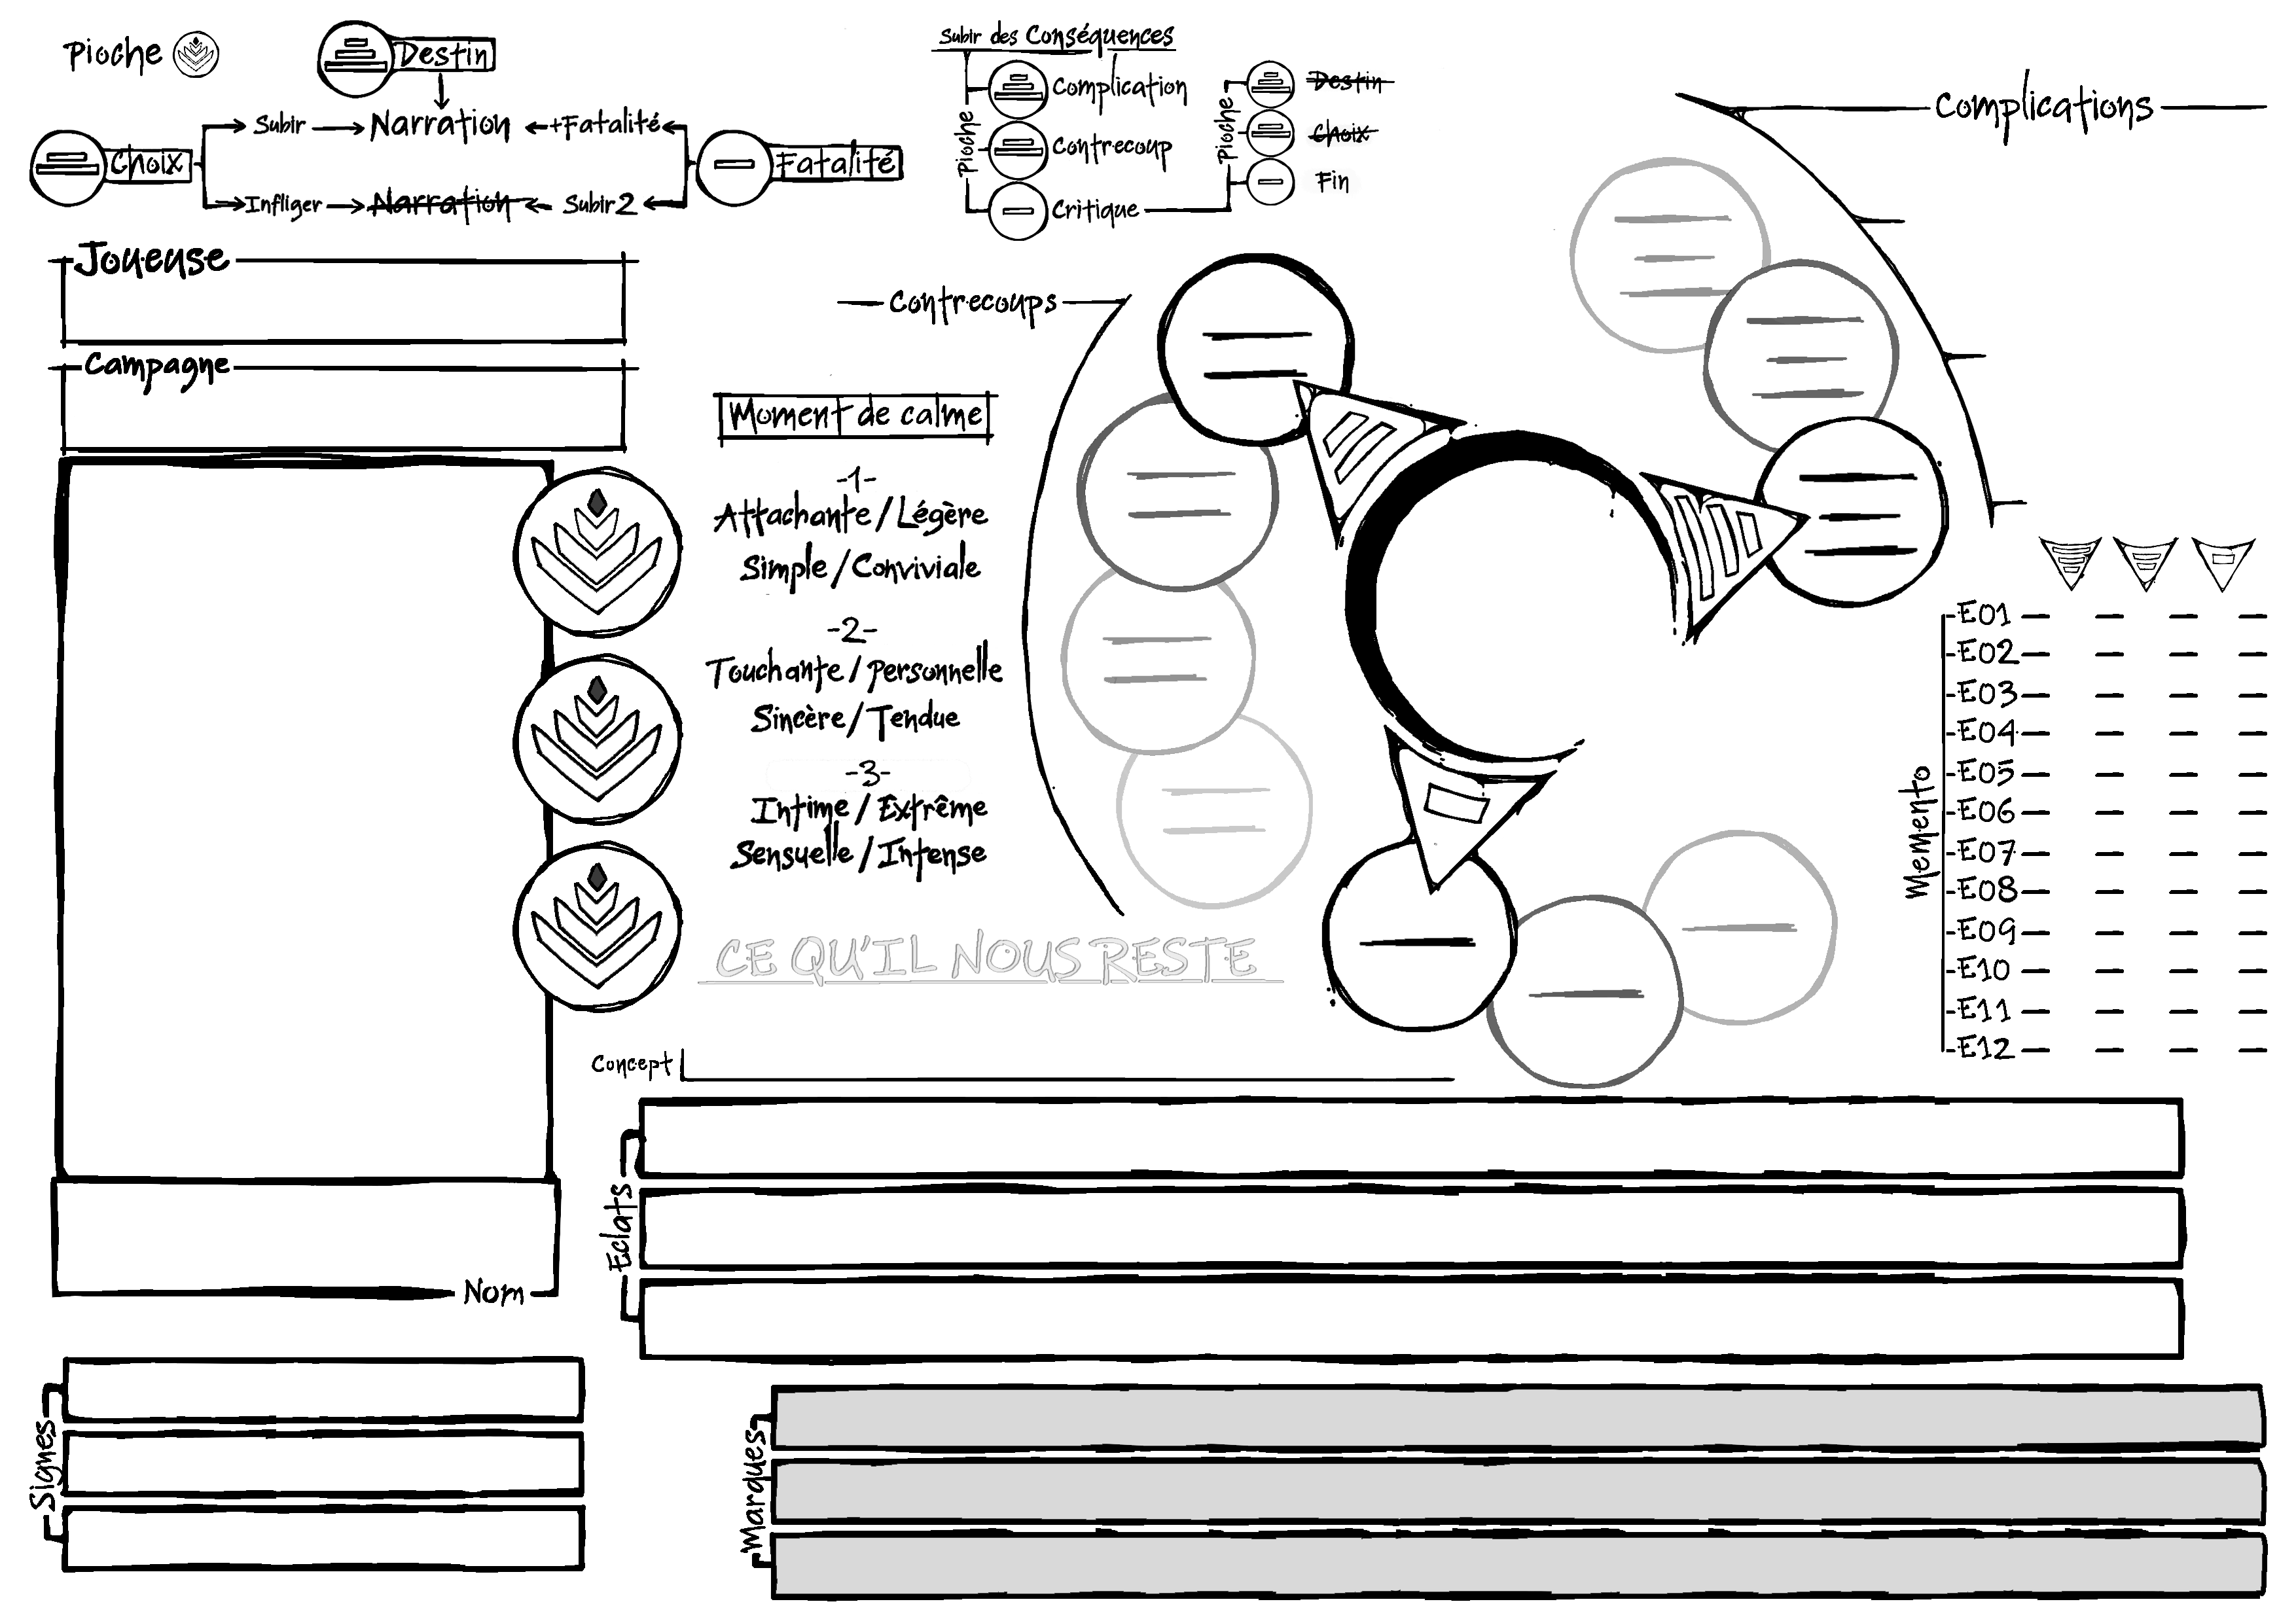 Pioche
Destin
Subir Narration +Fatalité
Choix
Fatalité
Infliger Narration Subir 2
Subir des Conséquences
Pioche
Complication
Contrecoup
Critique
Pioche
Destin
Choix
Fin
Complications
Joueuse
Campagne
Contrecoups
Moment de calme
-1-
Attachante / Légère
Simple / Conviviale
-2-
Touchante / Personnelle
Sincère / Tendue
-3-
Intime / Extrême
Sensuelle / Intense
CE QU'IL NOUS RESTE
Memento
E01
E02
E03
E04
E05
E06
E07
E08
E09
E10
E11
E12
Concept
Eclats
Nom
Signes
Marques